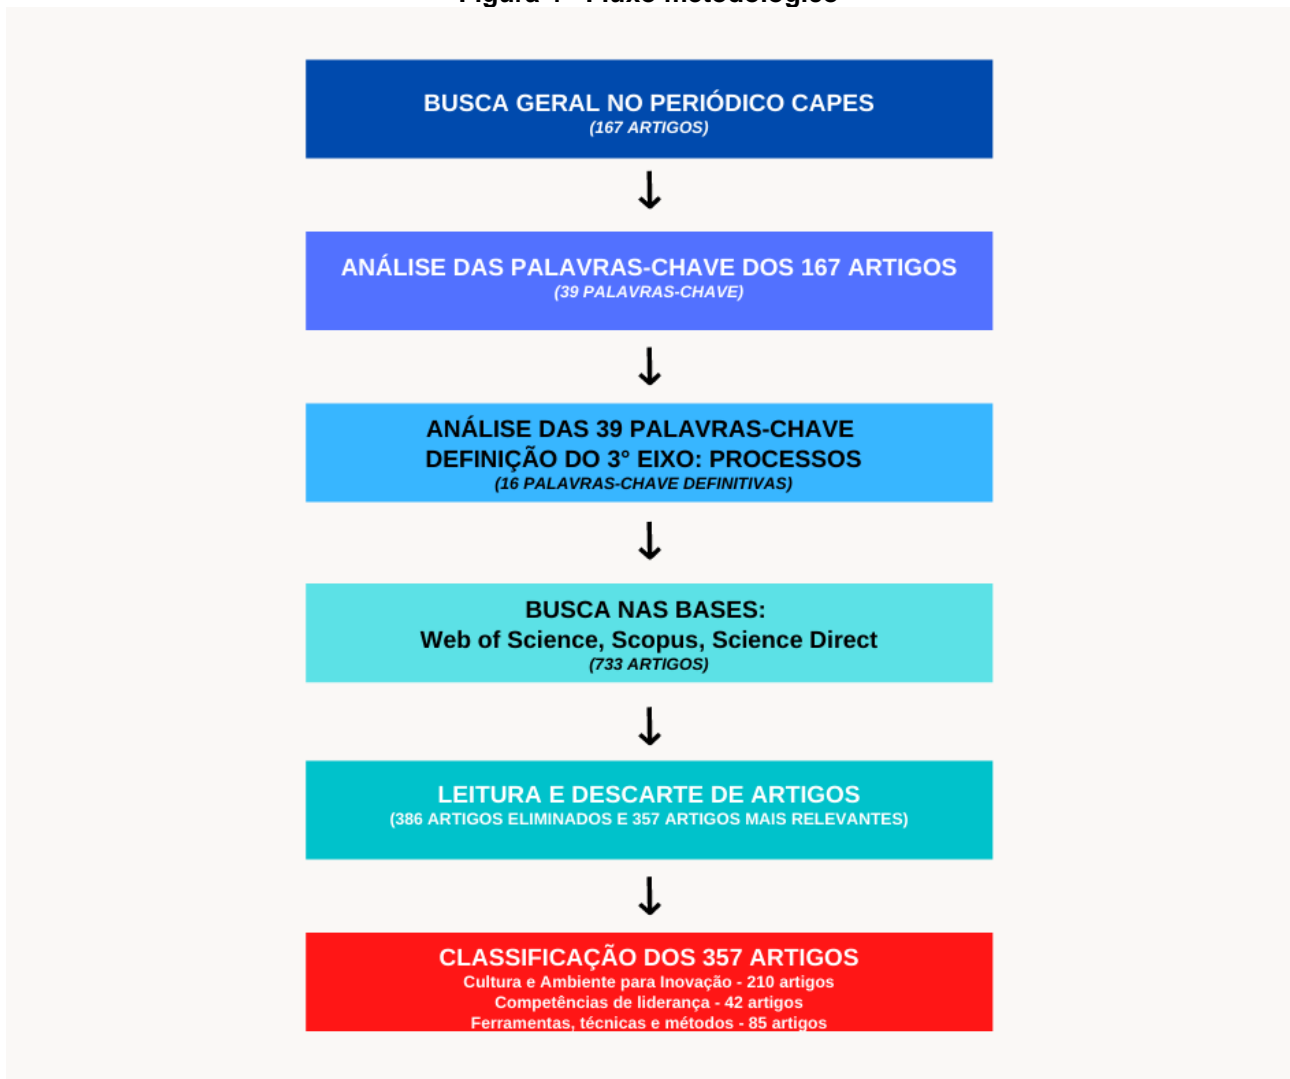 Fluxo metodológico
BUSCA GERAL NO PERIÓDICO CAPES
(167 ARTIGOS)
ANÁLISE DAS PALAVRAS-CHAVE DOS 167 ARTIGOS
(39 PALAVRAS-CHAVE)
ANÁLISE DAS 39 PALAVRAS-CHAVE
DEFINIÇÃO DO 3° EIXO: PROCESSOS
(16 PALAVRAS-CHAVE DEFINITIVAS)
BUSCA NAS BASES:
Web of Science, Scopus, Science Direct
(733 ARTIGOS)
LEITURA E DESCARTE DE ARTIGOS
(386 ARTIGOS ELIMINADOS E 357 ARTIGOS MAIS RELEVANTES)
CLASSIFICAÇÃO DOS 357 ARTIGOS
Cultura e Ambiente para Inovação - 210 artigos
Competências de liderança - 42 artigos
Ferramentas, técnicas e métodos - 85 artigos